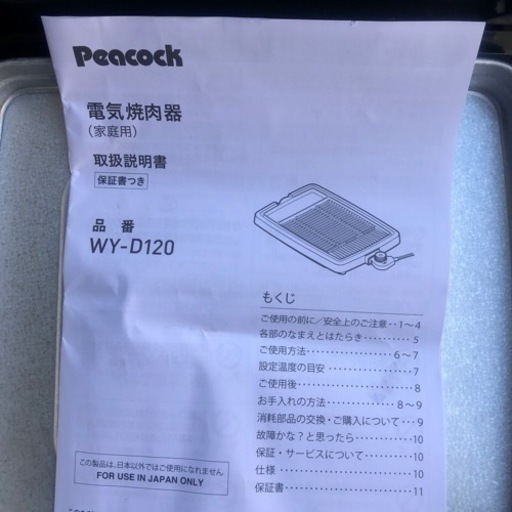 Peacock
電気焼肉器
（家庭用）
取扱説明書
保証書つき
品番
WY-D120
もくじ
ご使用の前に／安全上のご注意‥1～4
各部のなまえとはたらき‥‥‥‥‥5
ご使用方法‥‥‥‥‥‥‥‥6～7
設定温度の目安‥‥‥‥‥‥‥7
ご使用後‥‥‥‥‥‥‥‥‥‥8
お手入れの方法‥‥‥‥‥‥8～9
消耗部品の交換・ご購入について‥‥9
故障かな？と思ったら‥‥‥‥‥10
保証・サービスについて‥‥‥‥10
仕様‥‥‥‥‥‥‥‥‥‥‥10
保証書‥‥‥‥‥‥‥‥‥‥11
この製品は、日本以外ではご使用になれません
FOR USE IN JAPAN ONLY